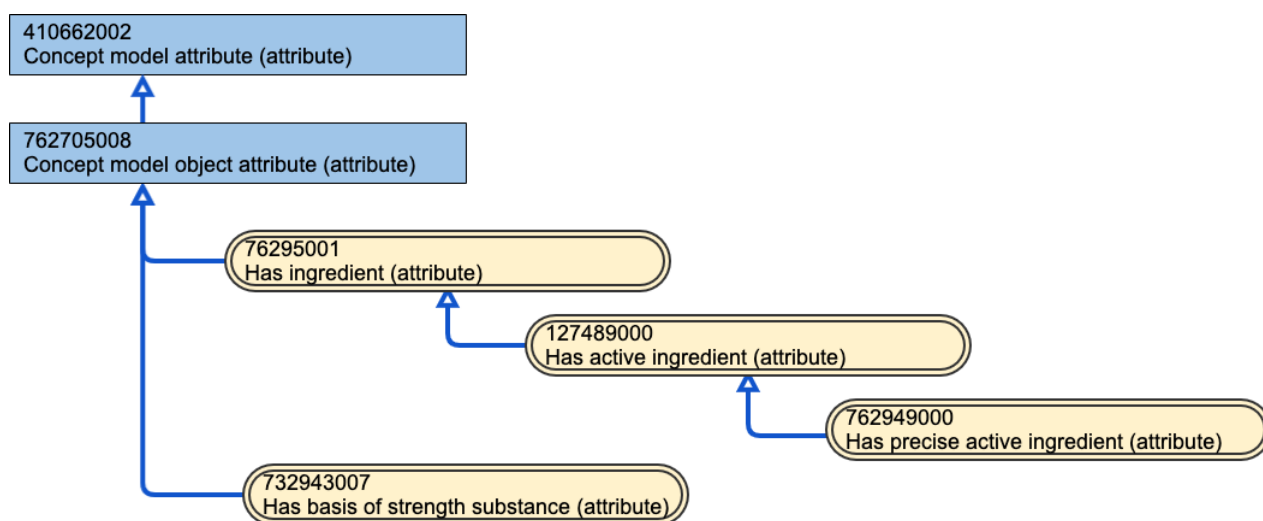 410662002
Concept model attribute (attribute)
762705008
Concept model object attribute (attribute)
76295001
Has ingredient (attribute)
127489000
Has active ingredient (attribute)
762949000
Has precise active ingredient (attribute)
732943007
Has basis of strength substance (attribute)